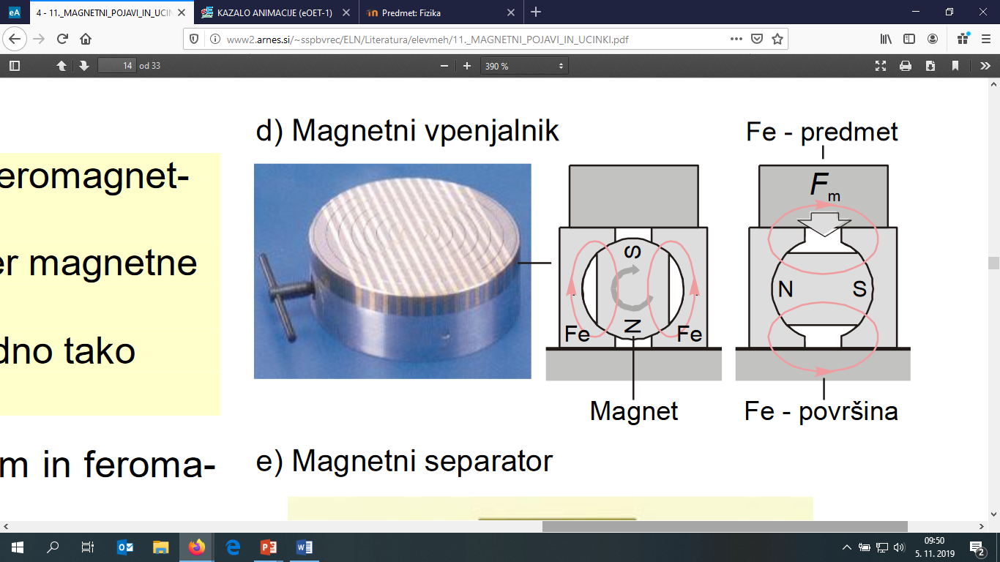 4 - 11._MAGNETNI_POJAVI_IN_UCIN
KAZALO ANIMACIJE (eOET-1)
Predmet: Fizika
www2.arnes.si/~sspbvrec/ELN/Literatura/elevmeh/11._MAGNETNI_POJAVI_IN_UCINKI.pdf
14 od 33
390 %
d) Magnetni vpenjalnik
Fe - predmet
eromagnet-
er magnetne
dno tako
m in feroma-
Fm
S
N
Fe
Fe
N
S
Magnet
Fe - površina
e) Magnetni separator
09:50
5. 11. 2019
2